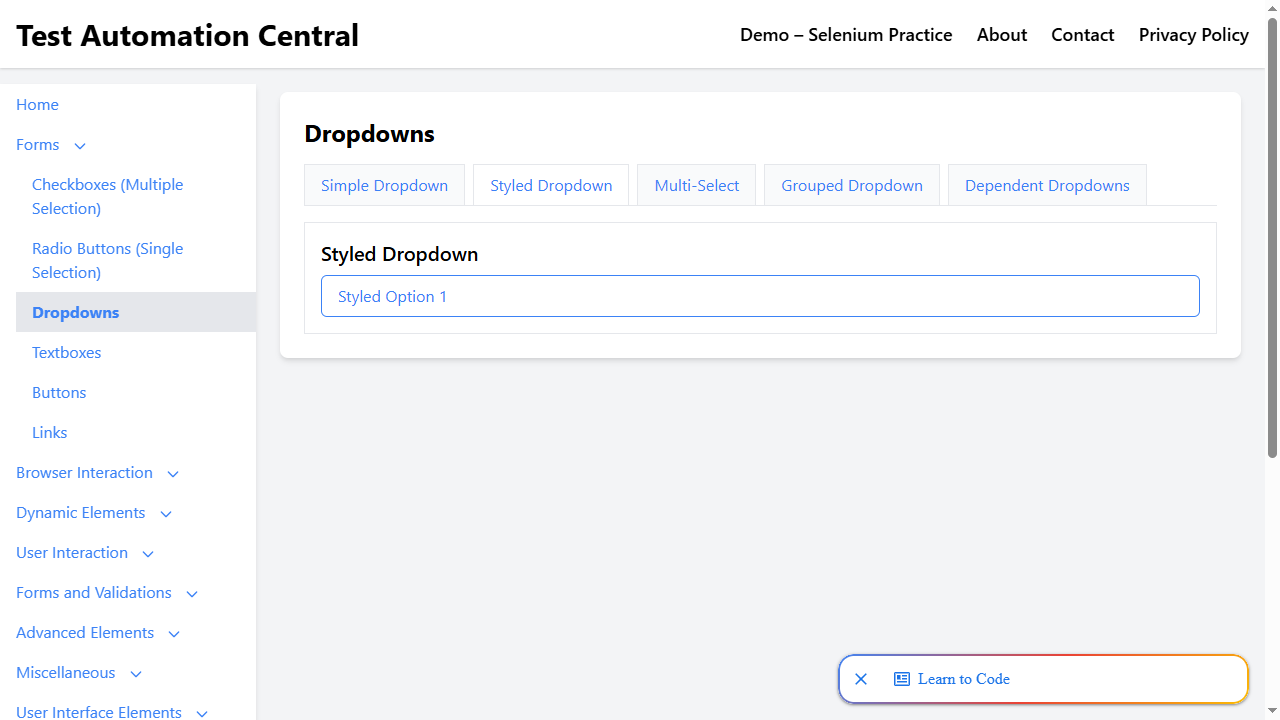 Test Automation Central
Demo – Selenium Practice
About
Contact
Privacy Policy
Home
Forms
Checkboxes (Multiple
Selection)
Radio Buttons (Single
Selection)
Dropdowns
Textboxes
Buttons
Links
Browser Interaction
Dynamic Elements
User Interaction
Forms and Validations
Advanced Elements
Miscellaneous
User Interface Elements
Dropdowns
Simple Dropdown
Styled Dropdown
Multi-Select
Grouped Dropdown
Dependent Dropdowns
Styled Dropdown
Styled Option 1
Learn to Code